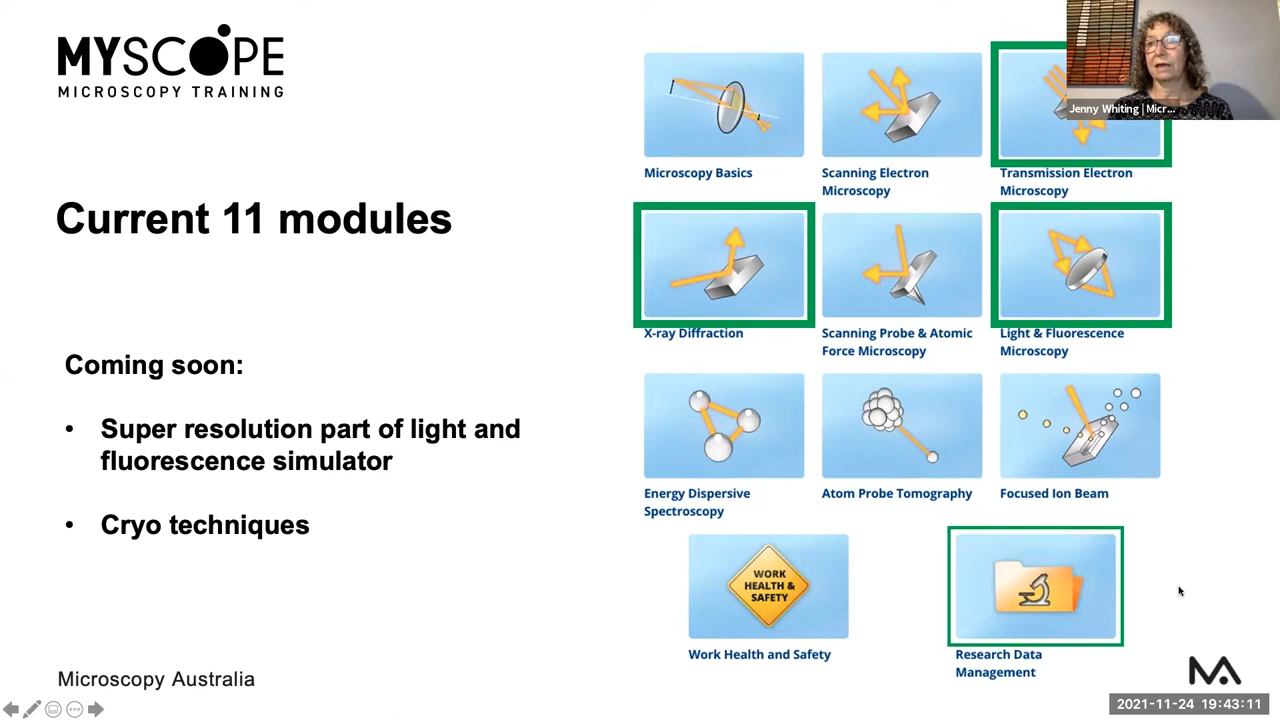 MYSCOPE
MICROSCOPY TRAINING
Current 11 modules
Coming soon:
• Super resolution part of light and
fluorescence simulator
• Cryo techniques
Microscopy Australia
Microscopy Basics
Scanning Electron
Microscopy
Transmission Electron
Microscopy
X-ray Diffraction
Scanning Probe & Atomic
Force Microscopy
Light & Fluorescence
Microscopy
Energy Dispersive
Spectroscopy
Atom Probe Tomography
Focused Ion Beam
WORK
HEALTH &
SAFETY
Work Health and Safety
Research Data
Management
Jenny Whiting | Micr...
MA
2021-11-24 19:43:11